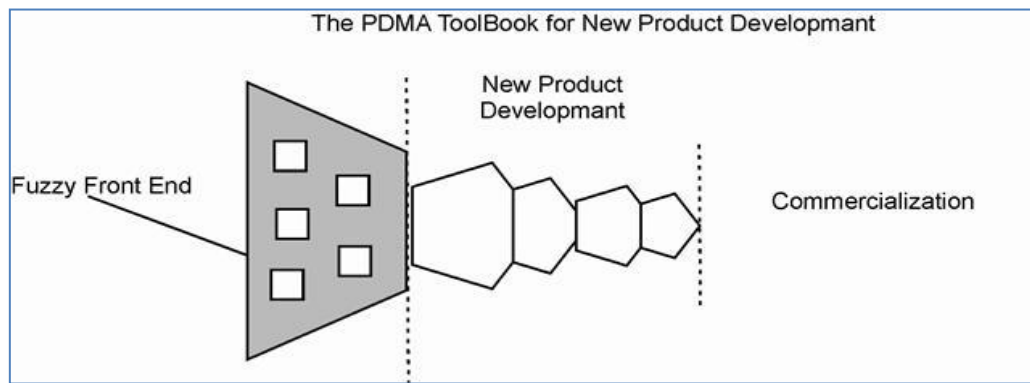 The PDMA ToolBook for New Product Developmant
New Product
Developmant
Fuzzy Front End
Commercialization